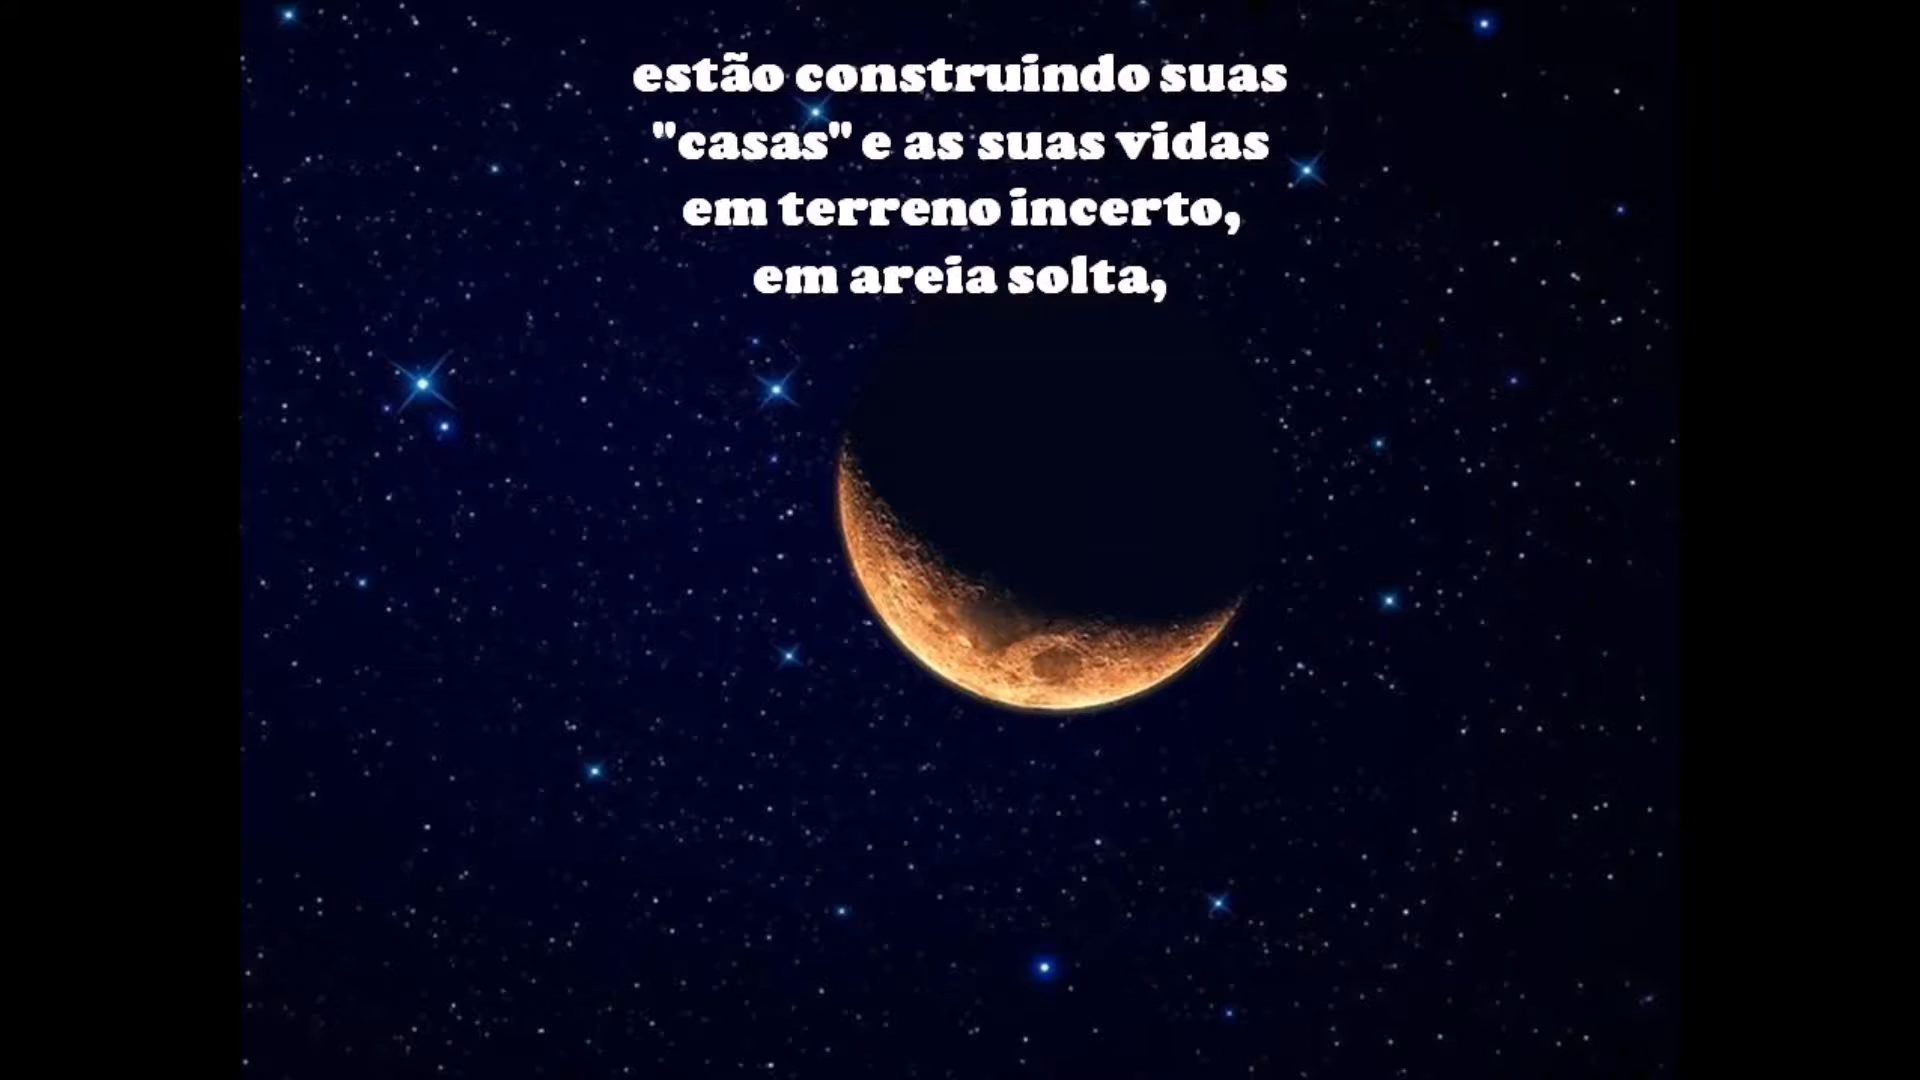 estão construindo suas
"casas" e as suas vidas
em terreno incerto,
em areia solta,